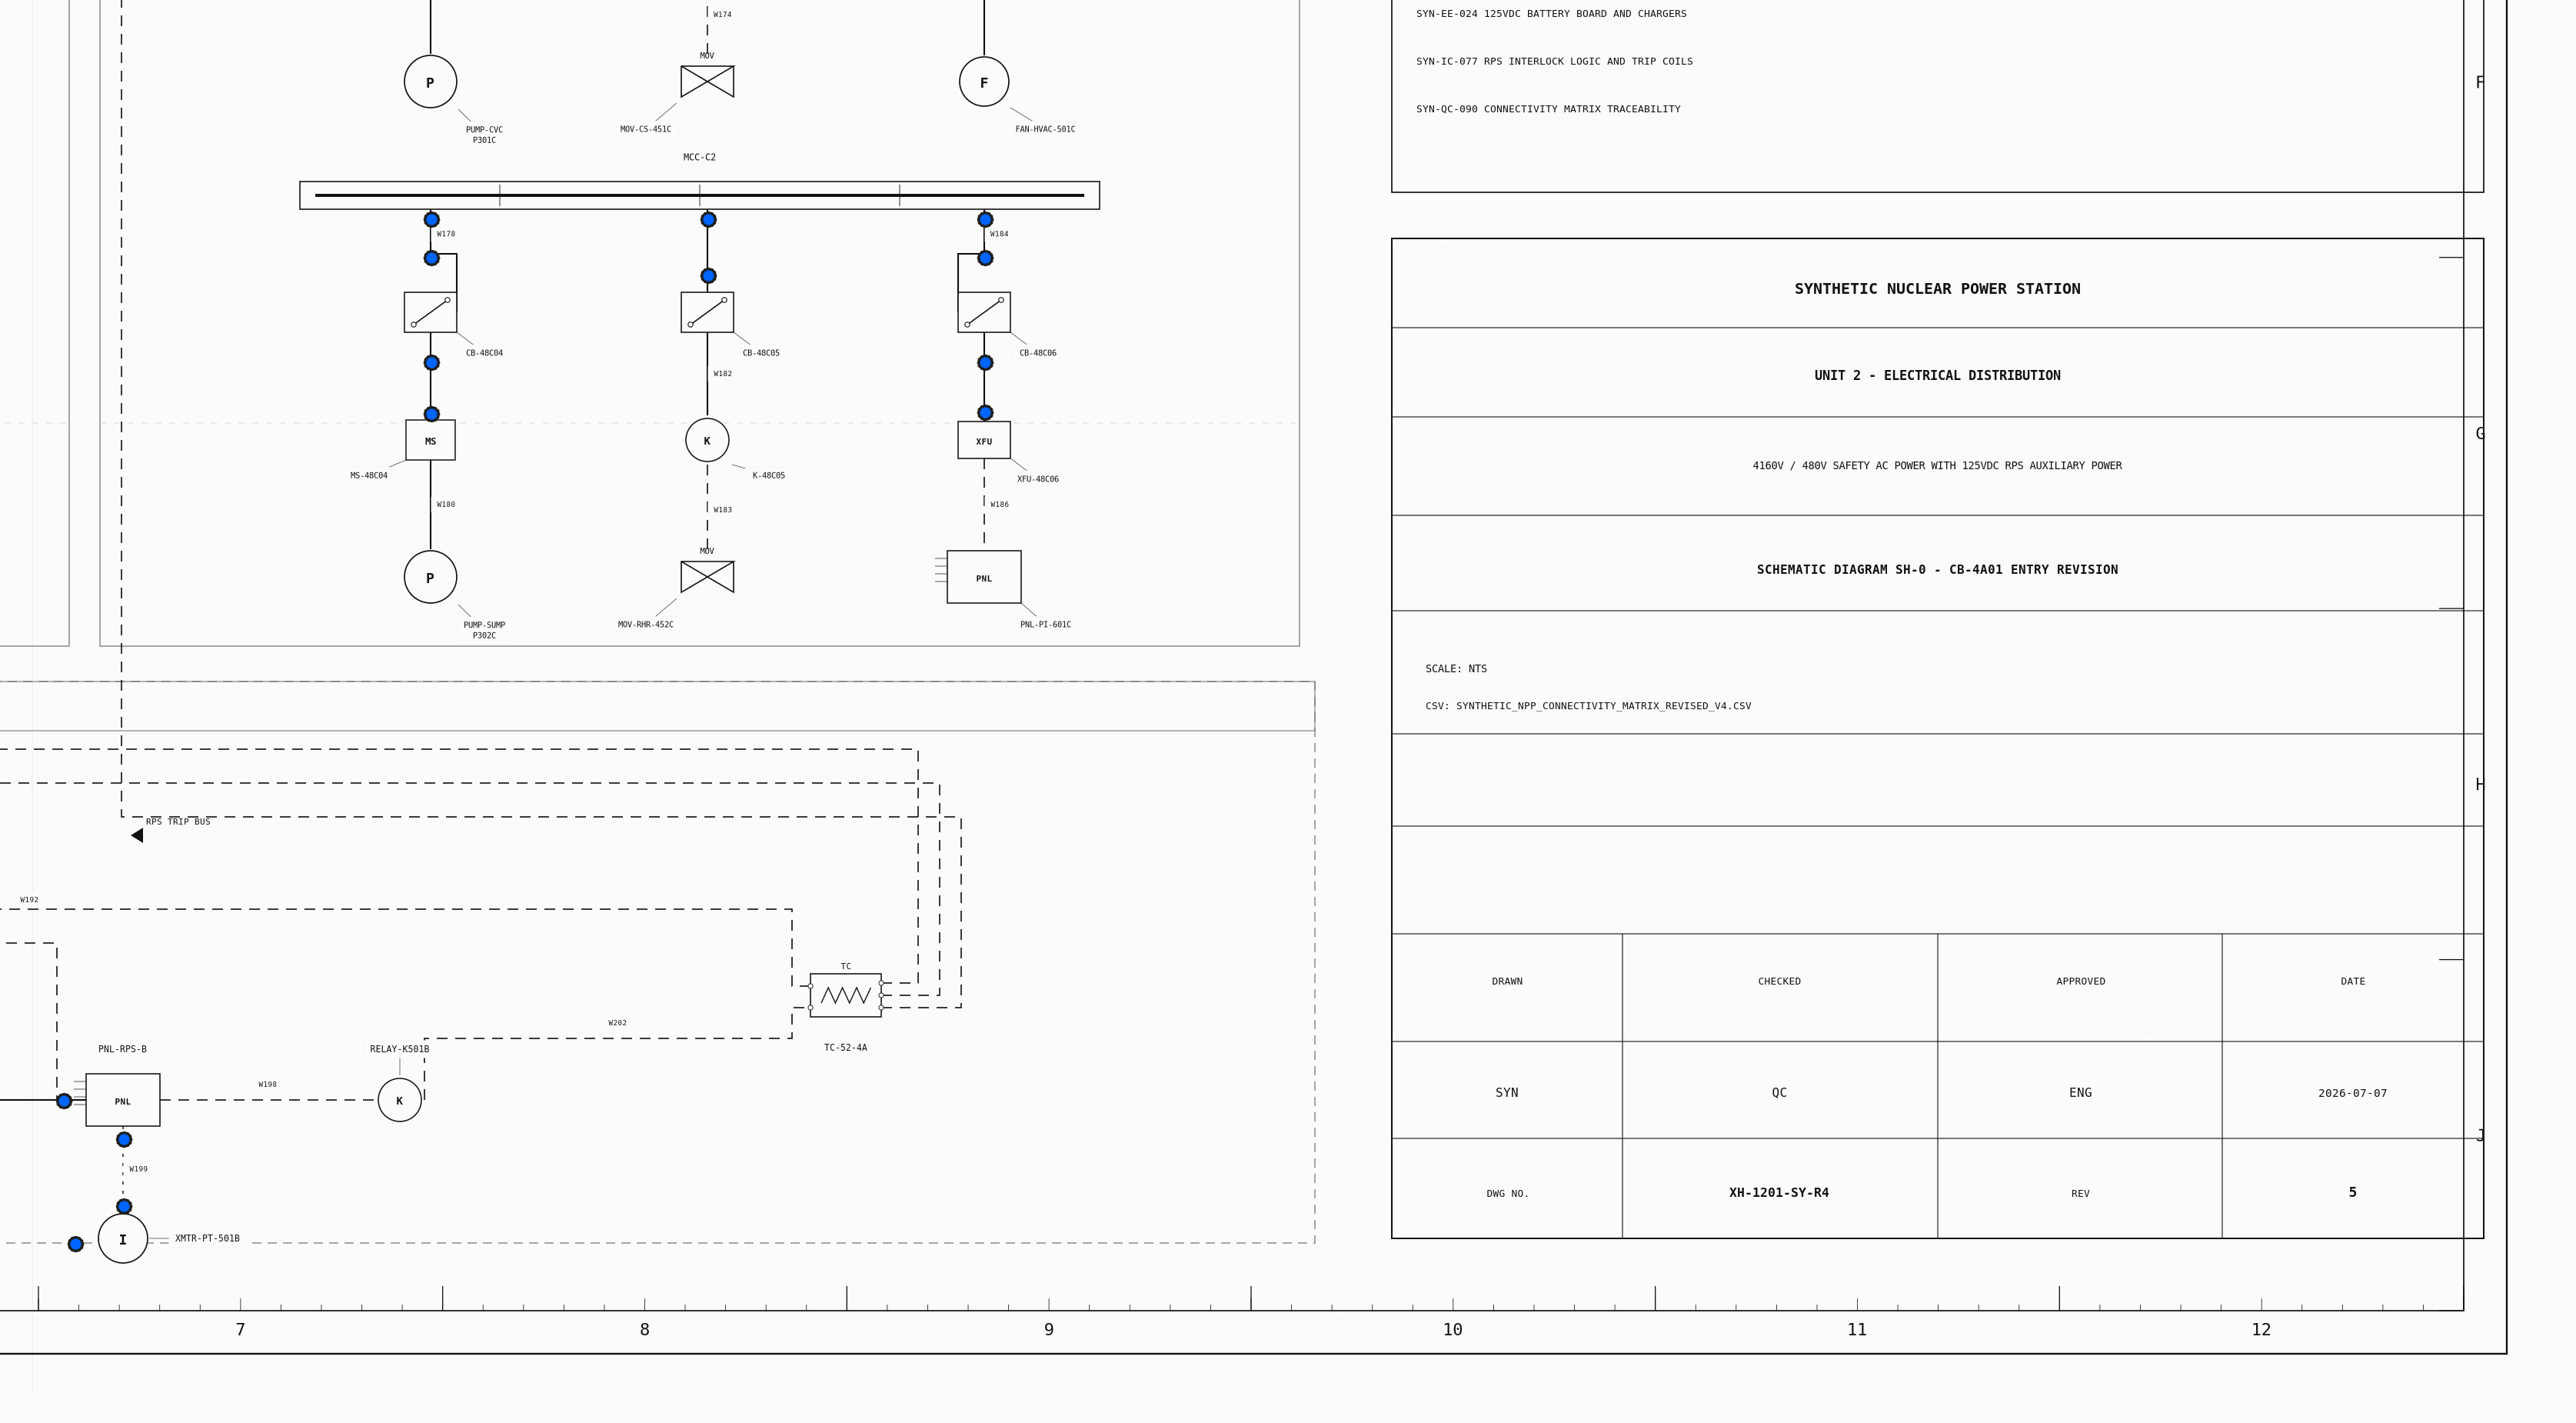 W174
MOV
P
F
PUMP-CVC
P301C
MOV-CS-451C
FAN-HVAC-501C
MCC-C2
W178
W184
CB-48C04
CB-48C05
CB-48C06
W182
MS
K
XFU
MS-48C04
K-48C05
XFU-48C06
W180
W183
W186
MOV
P
PNL
PUMP-SUMP
P302C
MOV-RHR-452C
PNL-PI-601C
RPS TRIP BUS
W192
TC
TC-52-4A
W202
PNL-RPS-B
RELAY-K501B
PNL
W198
K
W199
I
XMTR-PT-501B
SYN-EE-024 125VDC BATTERY BOARD AND CHARGERS
SYN-IC-077 RPS INTERLOCK LOGIC AND TRIP COILS
SYN-QC-090 CONNECTIVITY MATRIX TRACEABILITY
SYNTHETIC NUCLEAR POWER STATION
UNIT 2 - ELECTRICAL DISTRIBUTION
4160V / 480V SAFETY AC POWER WITH 125VDC RPS AUXILIARY POWER
SCHEMATIC DIAGRAM SH-0 - CB-4A01 ENTRY REVISION
SCALE: NTS
CSV: SYNTHETIC_NPP_CONNECTIVITY_MATRIX_REVISED_V4.CSV
DRAWN CHECKED APPROVED DATE
SYN QC ENG 2026-07-07
DWG NO. XH-1201-SY-R4 REV 5
F
G
H
J
7 8 9 10 11 12